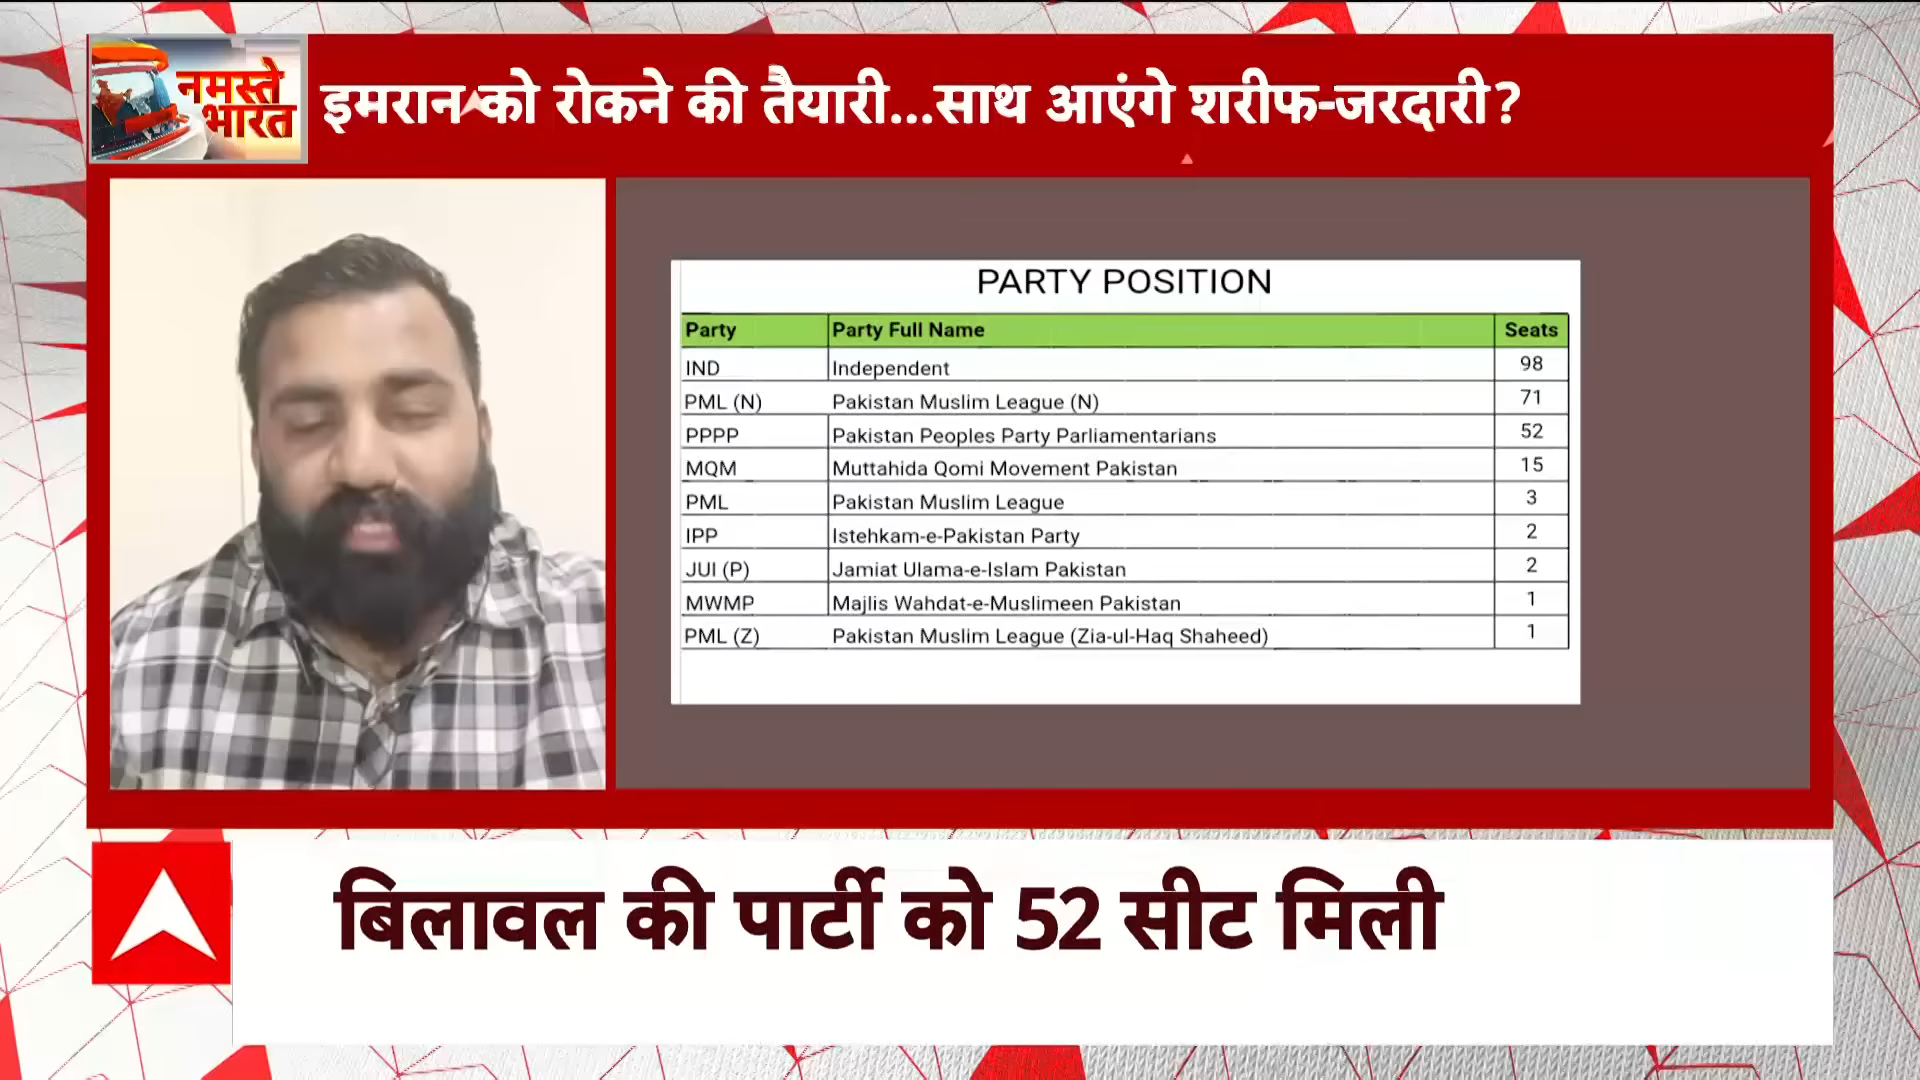 नमस्ते
भारत
इमरान को रोकने की तैयारी...साथ आएंगे शरीफ-जरदारी?
PARTY POSITION
Party Party Full Name Seats
IND Independent 98
PML (N) Pakistan Muslim League (N) 71
PPPP Pakistan Peoples Party Parliamentarians 52
MQM Muttahida Qomi Movement Pakistan 15
PML Pakistan Muslim League 3
IPP Istehkam-e-Pakistan Party 2
JUI (P) Jamiat Ulama-e-Islam Pakistan 2
MWMP Majlis Wahdat-e-Muslimeen Pakistan 1
PML (Z) Pakistan Muslim League (Zia-ul-Haq Shaheed) 1
बिलावल की पार्टी को 52 सीट मिली